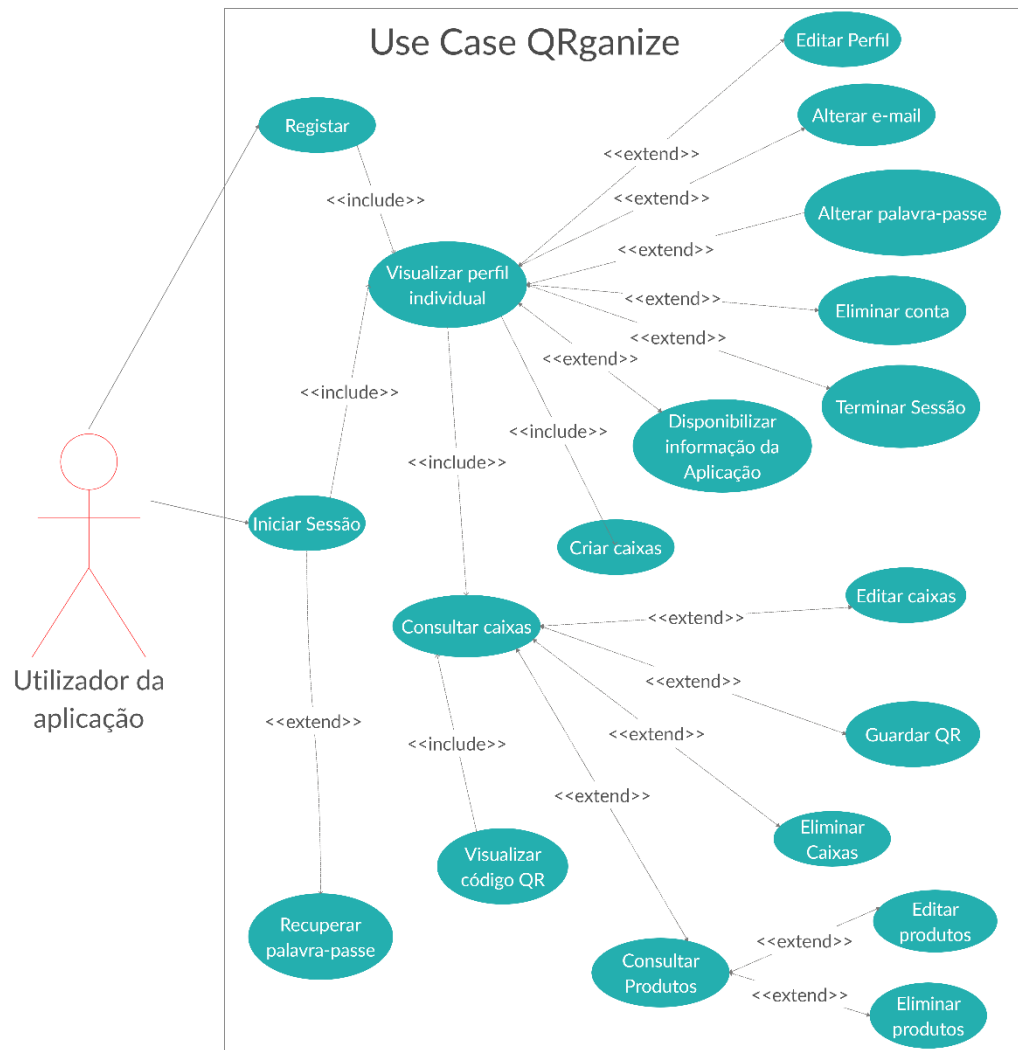 Use Case QRganize
Editar Perfil
Registar
Alterar e-mail
<<extend>>
<<include>>
<<extend>>
Alterar palavra-passe
<<extend>>
Visualizar perfil
individual
<<extend>>
Eliminar conta
<<extend>>
<<extend>>
<<include>>
Terminar Sessão
Disponibilizar
informação da
Aplicação
<<include>>
<<include>>
Iniciar Sessão
Criar caixas
Editar caixas
Consultar caixas
<<extend>>
Utilizador da
aplicação
<<extend>>
<<extend>>
<<include>>
<<extend>>
Guardar QR
<<extend>>
Eliminar
Caixas
Visualizar
código QR
Recuperar
palavra-passe
Editar
produtos
<<extend>>
Consultar
Produtos
<<extend>>
Eliminar
produtos